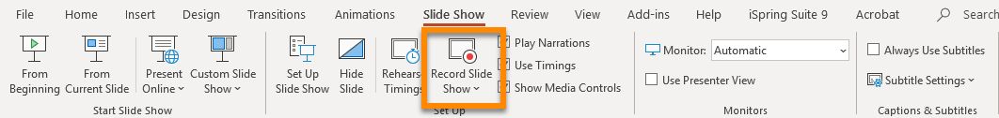 File Home Insert Design Transitions Animations Slide Show Review View Add-ins Help iSpring Suite 9 Acrobat Search
From Beginning
From Current Slide
Present Online
Custom Slide Show
Start Slide Show
Set Up Slide Show
Hide Slide
Rehearse Timings
Record Slide Show
Play Narrations
Use Timings
Show Media Controls
Set Up
Monitor: Automatic
Use Presenter View
Monitors
Always Use Subtitles
Subtitle Settings
Captions & Subtitles